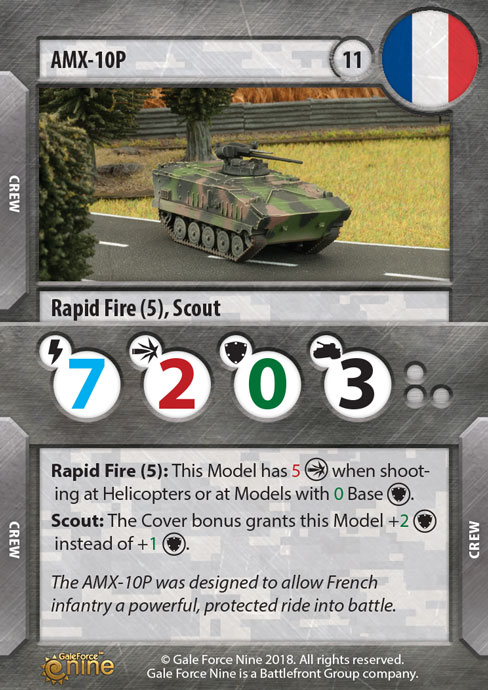 AMX-10P
11
CREW
Rapid Fire (5), Scout
7 2 0 3
Rapid Fire (5): This Model has 5 when shoot-
ing at Helicopters or at Models with 0 Base .
Scout: The Cover bonus grants this Model +2
instead of +1 .
The AMX-10P was designed to allow French
infantry a powerful, protected ride into battle.
CREW
CREW
GaleForce™
nine
© Gale Force Nine 2018. All rights reserved.
Gale Force Nine is a Battlefront Group company.